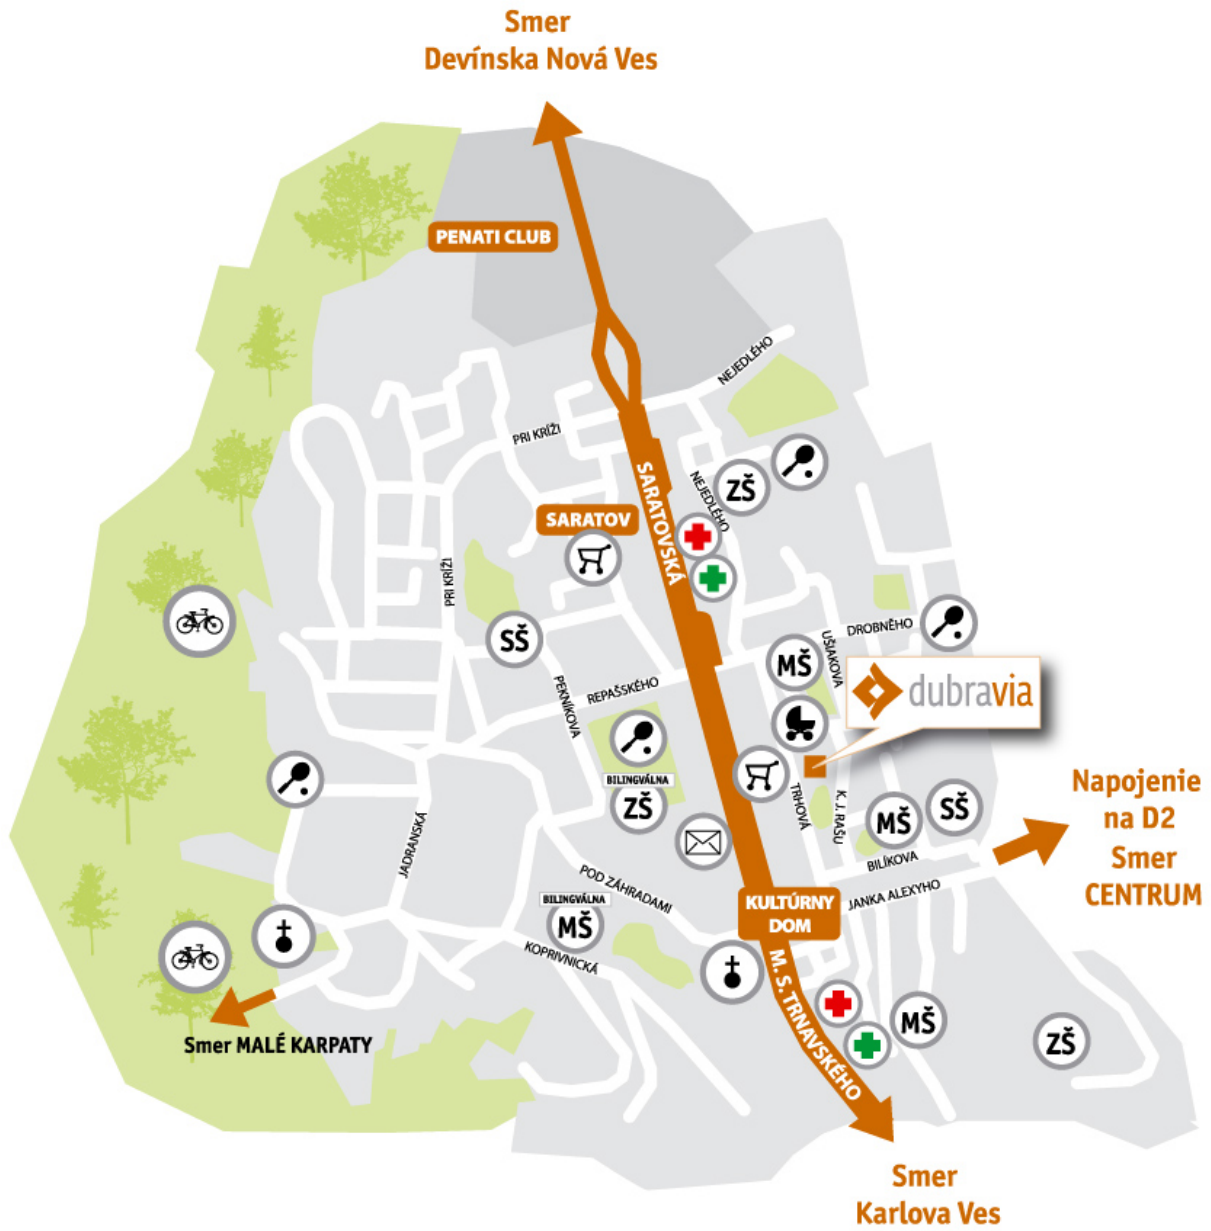 Smer
Devínska Nová Ves
PENATI CLUB
NEJEDLÉHO
PRI KRÍŽI
SARATOVSKÁ
NEJEDLÉHO
ZŠ
SARATOV
PRI KRÍŽI
SŠ
DROBNÉHO
UŠIAKOVA
MŠ
REPAŠSKÉHO
PEKNÍKOVA
dubravia
BILINGVÁLNA
ZŠ
TRHOVÁ
K. J. RAŠU
MŠ
SŠ
Napojenie
na D2
Smer
CENTRUM
JADRANSKÁ
BILÍKOVA
POD ZÁHRADAMI
JANKA ALEXYHO
KULTÚRNY
DOM
BILINGVÁLNA
MŠ
KOPRIVNICKÁ
M. S. TRNAVSKÉHO
MŠ
ZŠ
Smer MALÉ KARPATY
Smer
Karlova Ves